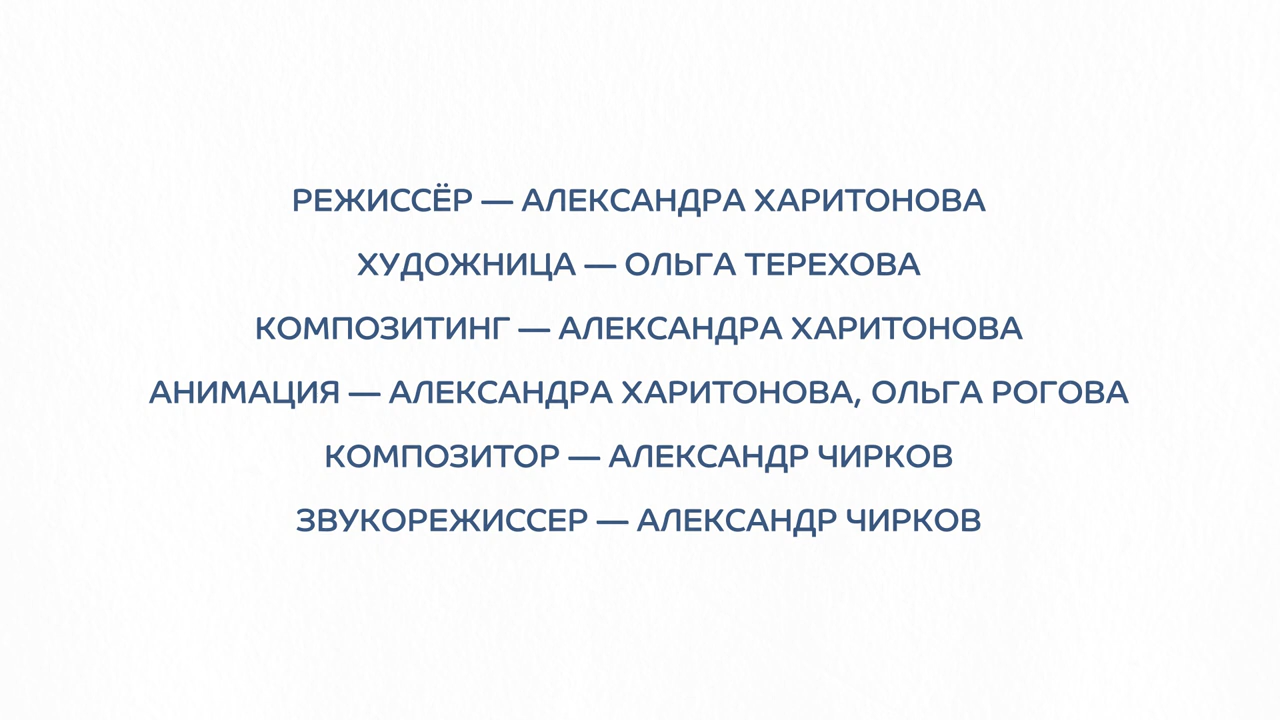 РЕЖИССЁР — АЛЕКСАНДРА ХАРИТОНОВА
ХУДОЖНИЦА — ОЛЬГА ТЕРЕХОВА
КОМПОЗИТИНГ — АЛЕКСАНДРА ХАРИТОНОВА
АНИМАЦИЯ — АЛЕКСАНДРА ХАРИТОНОВА, ОЛЬГА РОГОВА
КОМПОЗИТОР — АЛЕКСАНДР ЧИРКОВ
ЗВУКОРЕЖИССЕР — АЛЕКСАНДР ЧИРКОВ